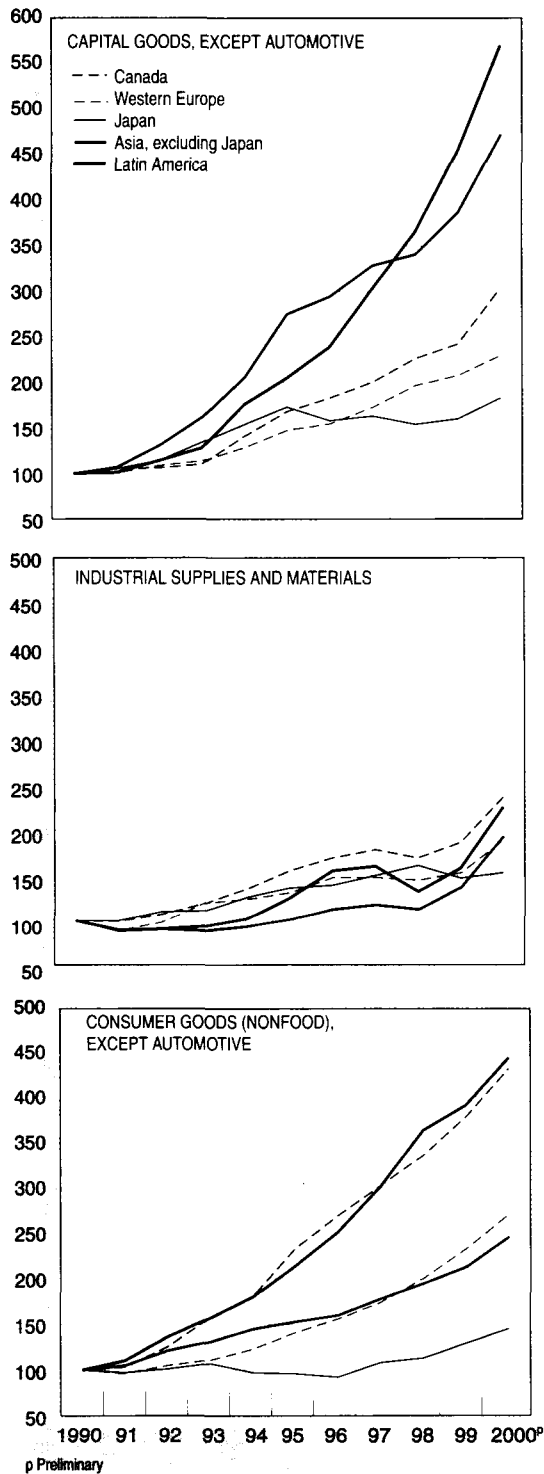 600
550
500
450
400
350
300
250
200
150
100
50
CAPITAL GOODS, EXCEPT AUTOMOTIVE
Canada
Western Europe
Japan
Asia, excluding Japan
Latin America
500
450
400
350
300
250
200
150
100
50
INDUSTRIAL SUPPLIES AND MATERIALS
500
450
400
350
300
250
200
150
100
50
CONSUMER GOODS (NONFOOD),
EXCEPT AUTOMOTIVE
1990 91 92 93 94 95 96 97 98 99 2000p
p Preliminary